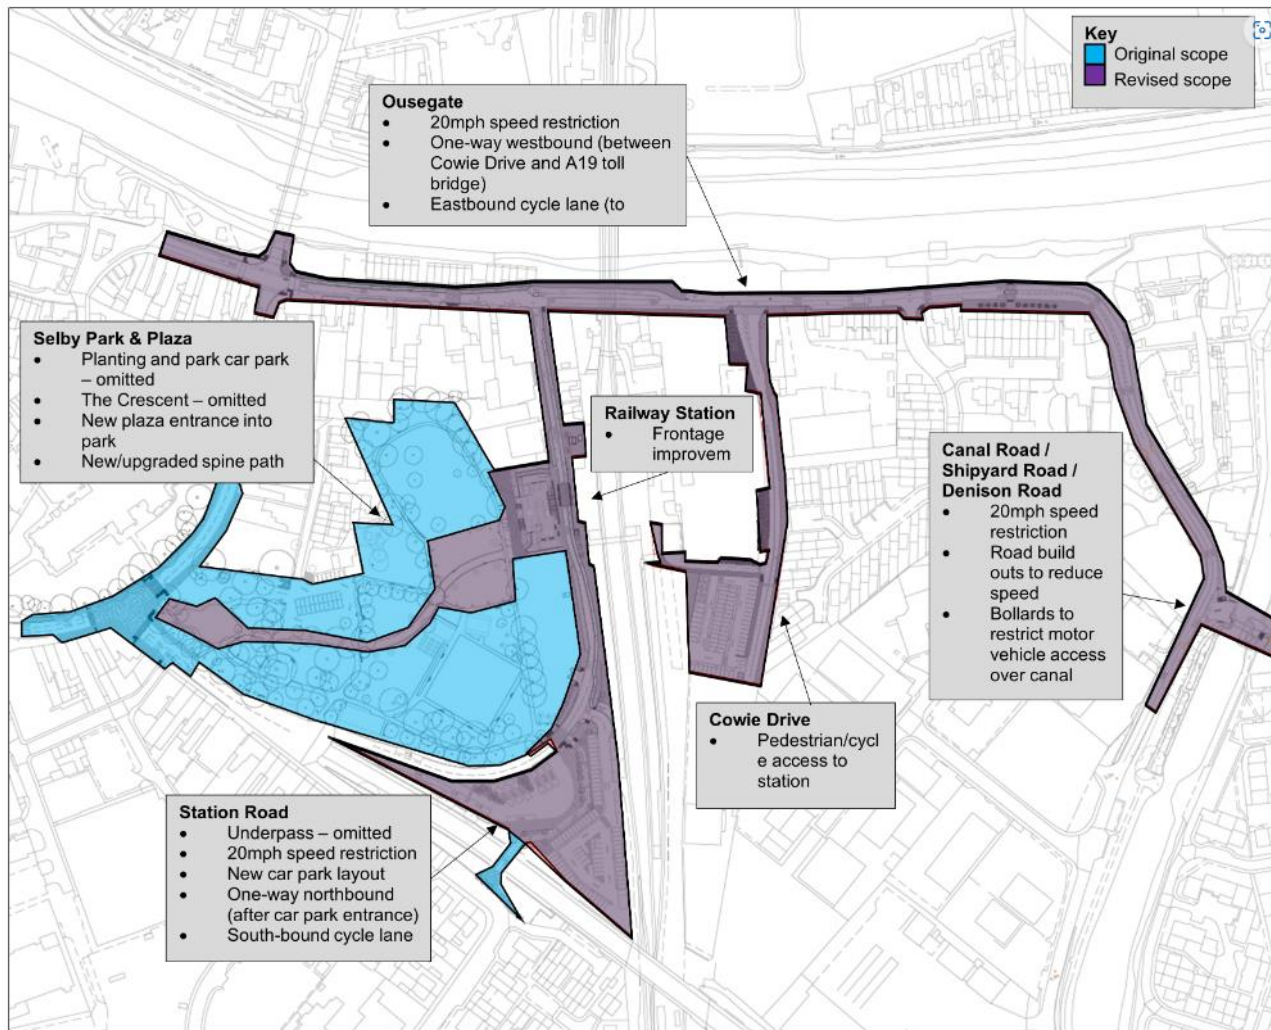 Key
Original scope
Revised scope
Ousegate
• 20mph speed restriction
• One-way westbound (between
Cowie Drive and A19 toll
bridge)
• Eastbound cycle lane (to
Selby Park & Plaza
• Planting and park car park
– omitted
• The Crescent – omitted
• New plaza entrance into
park
• New/upgraded spine path
Railway Station
• Frontage
improvem
Canal Road /
Shipyard Road /
Denison Road
• 20mph speed
restriction
• Road build
outs to reduce
speed
• Bollards to
restrict motor
vehicle access
over canal
Cowie Drive
• Pedestrian/cycl
e access to
station
Station Road
• Underpass – omitted
• 20mph speed restriction
• New car park layout
• One-way northbound
(after car park entrance)
• South-bound cycle lane